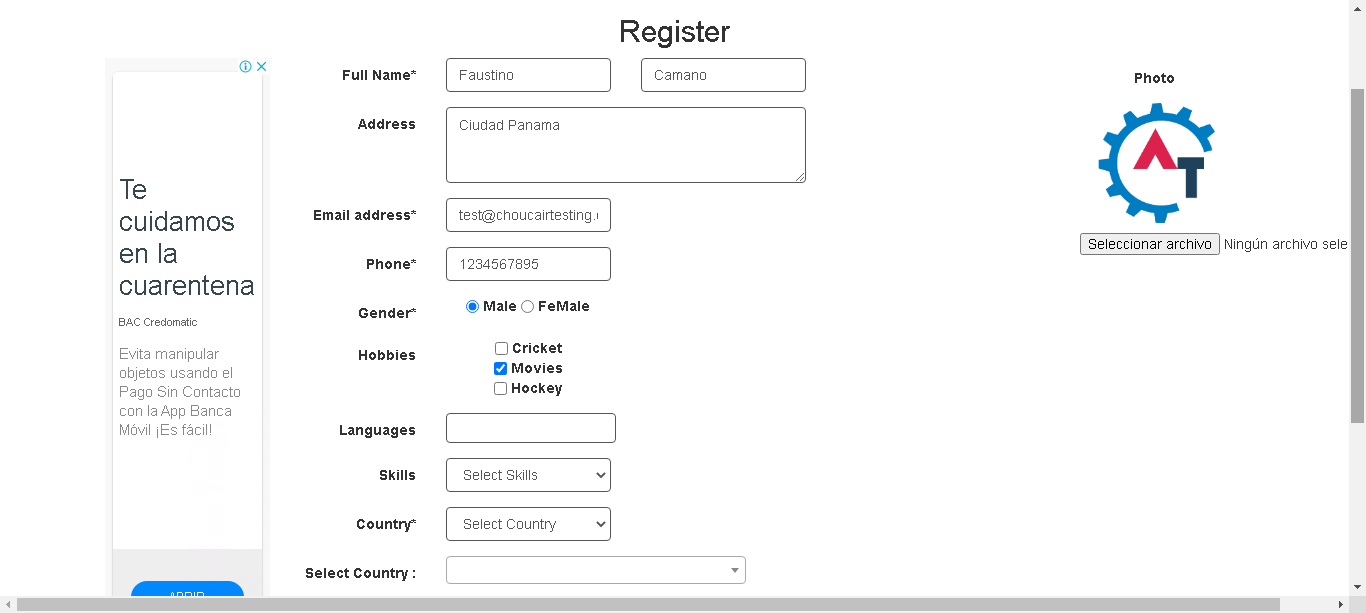 Register
Te
cuidamos
en la
cuarentena
BAC Credomatic
Evita manipular
objetos usando el
Pago Sin Contacto
con la App Banca
Móvil ¡Es fácil!
Full Name* Faustino Camano
Address Ciudad Panama
Email address* test@choucairtesting.
Phone* 1234567895
Gender* Male FeMale
Hobbies Cricket
Movies
Hockey
Languages
Skills Select Skills
Country* Select Country
Select Country :
Photo
AT
Seleccionar archivo Ningún archivo sele